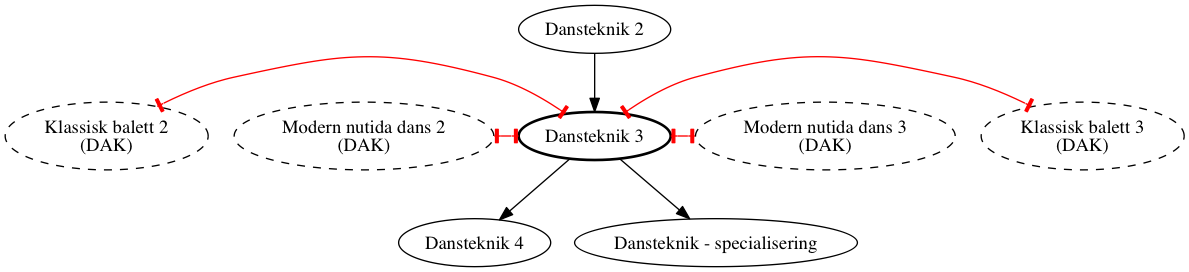 Dansteknik 2
Klassisk balett 2
(DAK)
Modern nutida dans 2
(DAK)
Dansteknik 3
Modern nutida dans 3
(DAK)
Klassisk balett 3
(DAK)
Dansteknik 4
Dansteknik - specialisering